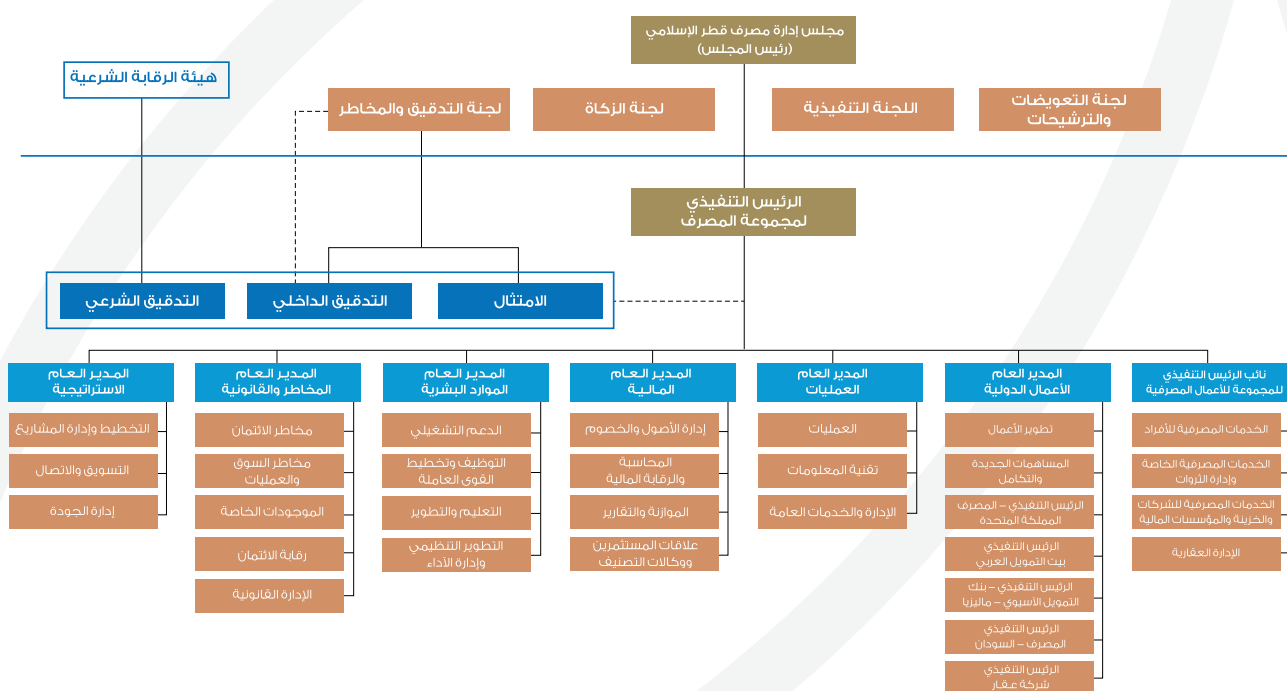 مجلس إدارة مصرف قطر الإسلامي
(رئيس المجلس)
هيئة الرقابة الشرعية
لجنة التعويضات
والترشيحات
اللجنة التنفيذية
لجنة الزكاة
لجنة التدقيق والمخاطر
الرئيس التنفيذي
لمجموعة المصرف
الامتثال
التدقيق الداخلي
التدقيق الشرعي
نائب الرئيس التنفيذي
للمجموعة للأعمال المصرفية
الخدمات المصرفية للأفراد
الخدمات المصرفية الخاصة
وإدارة الثروات
الخدمات المصرفية للشركات
والخزينة والمؤسسات المالية
الإدارة العقارية
المدير العام
الأعمال الدولية
تطوير الأعمال
المساهمات الجديدة
والتكامل
الرئيس التنفيذي – المصرف
المملكة المتحدة
الرئيس التنفيذي
بيت التمويل العربي
الرئيس التنفيذي – بنك
التمويل الآسيوي – ماليزيا
الرئيس التنفيذي
المصرف – السودان
الرئيس التنفيذي
شركة عقار
المدير العام
العمليات
العمليات
تقنية المعلومات
الإدارة والخدمات العامة
المدير العام
المالية
إدارة الأصول والخصوم
المحاسبة
والرقابة المالية
الموازنة والتقارير
علاقات المستثمرين
ووكالات التصنيف
المدير العام
الموارد البشرية
الدعم التشغيلي
التوظيف وتخطيط
القوى العاملة
التعليم والتطوير
التطوير التنظيمي
وإدارة الآداء
المدير العام
المخاطر والقانونية
مخاطر الائتمان
مخاطر السوق
والعمليات
الموجودات الخاصة
رقابة الائتمان
الإدارة القانونية
المدير العام
الاستراتيجية
التخطيط وإدارة المشاريع
التسويق والاتصال
إدارة الجودة